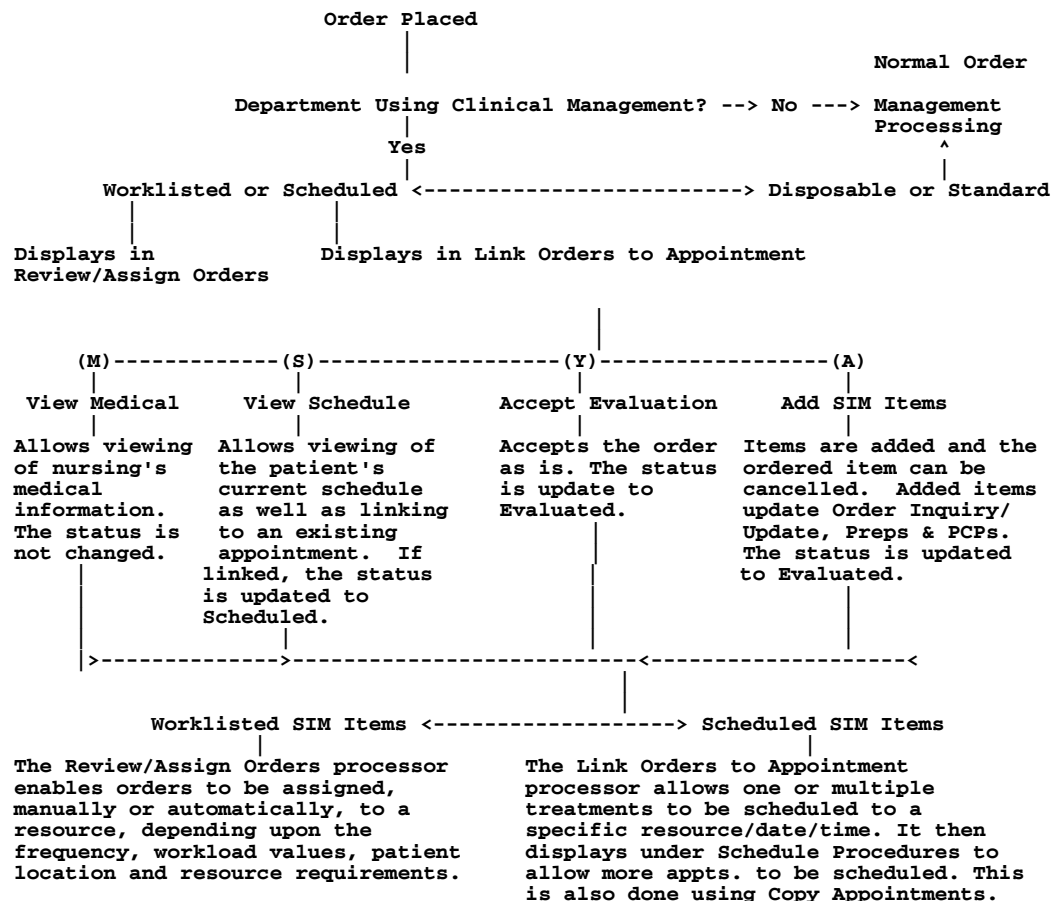 Order Placed
Normal Order
Department Using Clinical Management? --> No ---> Management
Processing
Yes
^
Worklisted or Scheduled <-------------------------> Disposable or Standard
Displays in Displays in Link Orders to Appointment
Review/Assign Orders
(M)-------------(S)-------------------(Y)------------------(A)
View Medical View Schedule Accept Evaluation Add SIM Items
Allows viewing Allows viewing of Accepts the order Items are added and the
of nursing's the patient's as is. The status ordered item can be
medical current schedule is update to cancelled. Added items
information. as well as linking Evaluated. update Order Inquiry/
The status is to an existing Update, Preps & PCPs.
not changed. appointment. If The status is updated
linked, the status to Evaluated.
is updated to
Scheduled.
|>-------------->---------------------------<--------------------<
Worklisted SIM Items <-------------------> Scheduled SIM Items
The Review/Assign Orders processor The Link Orders to Appointment
enables orders to be assigned, processor allows one or multiple
manually or automatically, to a treatments to be scheduled to a
resource, depending upon the specific resource/date/time. It then
frequency, workload values, patient displays under Schedule Procedures to
location and resource requirements. allow more appts. to be scheduled. This
is also done using Copy Appointments.